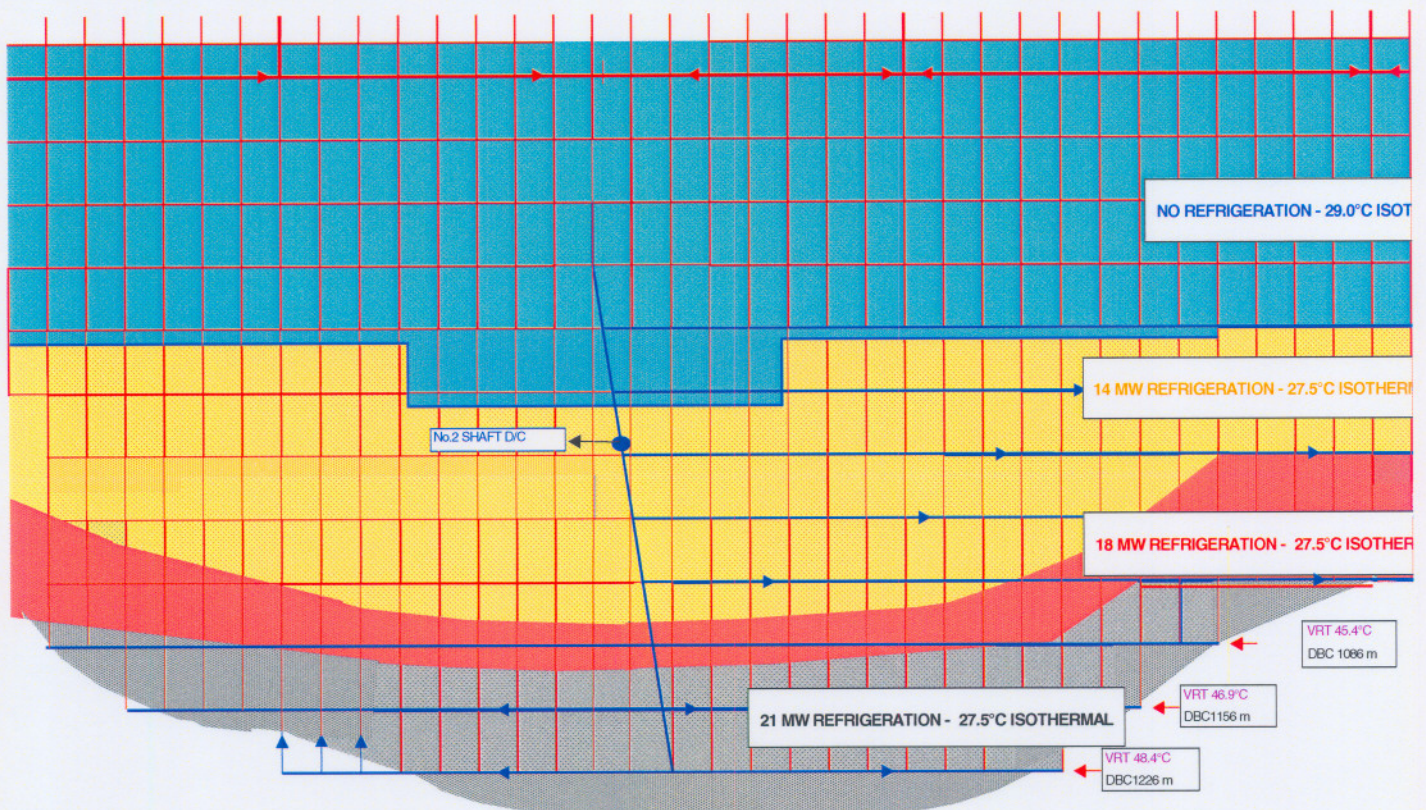 NO REFRIGERATION - 29.0°C ISOT
14 MW REFRIGERATION - 27.5°C ISOTHERM
No.2 SHAFT D/C
18 MW REFRIGERATION - 27.5°C ISOTHER
VRT 45.4°C
DBC 1086 m
VRT 46.9°C
DBC1156 m
21 MW REFRIGERATION - 27.5°C ISOTHERMAL
VRT 48.4°C
DBC1226 m